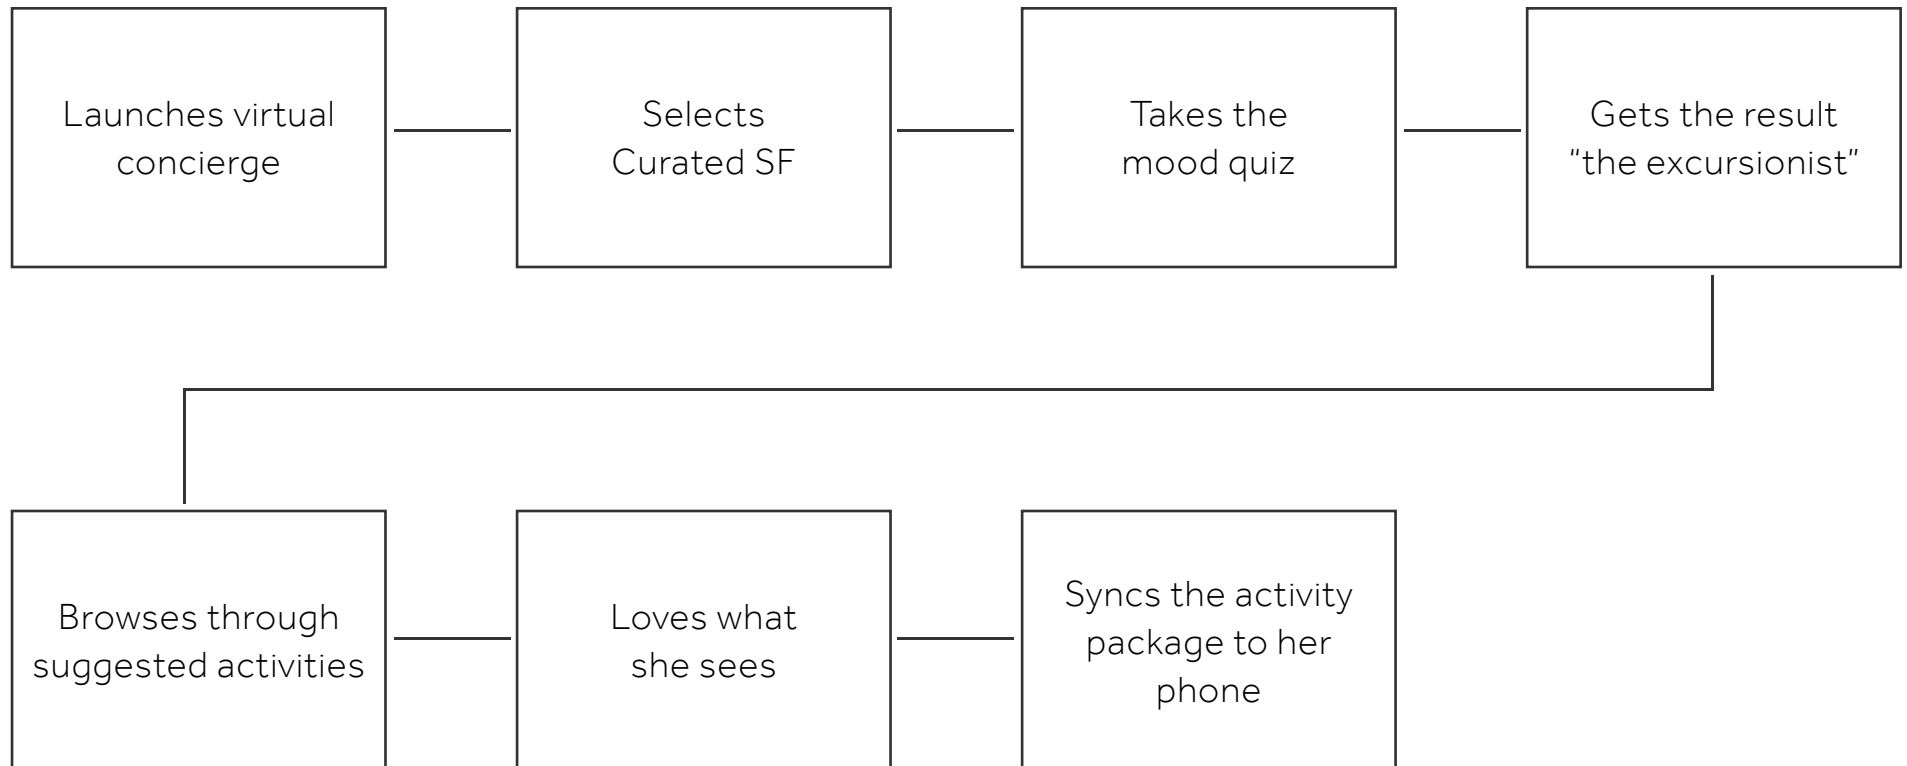 Launches virtual
concierge
Selects
Curated SF
Takes the
mood quiz
Gets the result
“the excursionist”
Browses through
suggested activities
Loves what
she sees
Syncs the activity
package to her
phone